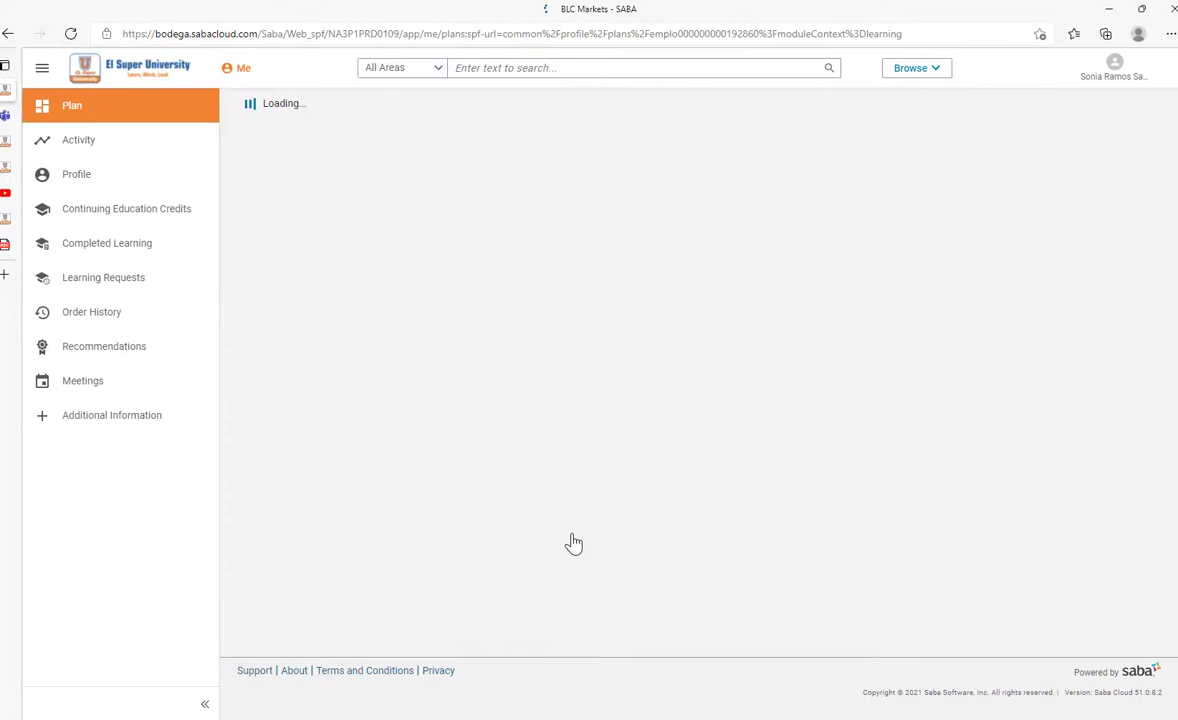 BLC Markets - SABA
https://bodega.sabacloud.com/Saba/Web_spf/NA3P1PRD0109/app/me/plans:spf-url=common%2Fprofile%2Fplans%2Femplo000000000192860%3FmoduleContext%3Dlearning
El Super University
Learn, Work, Lead
Me
All Areas
Enter text to search...
Browse
Sonia Ramos Sa...
Plan
Loading...
Activity
Profile
Continuing Education Credits
Completed Learning
Learning Requests
Order History
Recommendations
Meetings
Additional Information
Support | About | Terms and Conditions | Privacy
Powered by saba
Copyright © 2021 Saba Software, Inc. All rights reserved. | Version: Saba Cloud 51.0.8.2